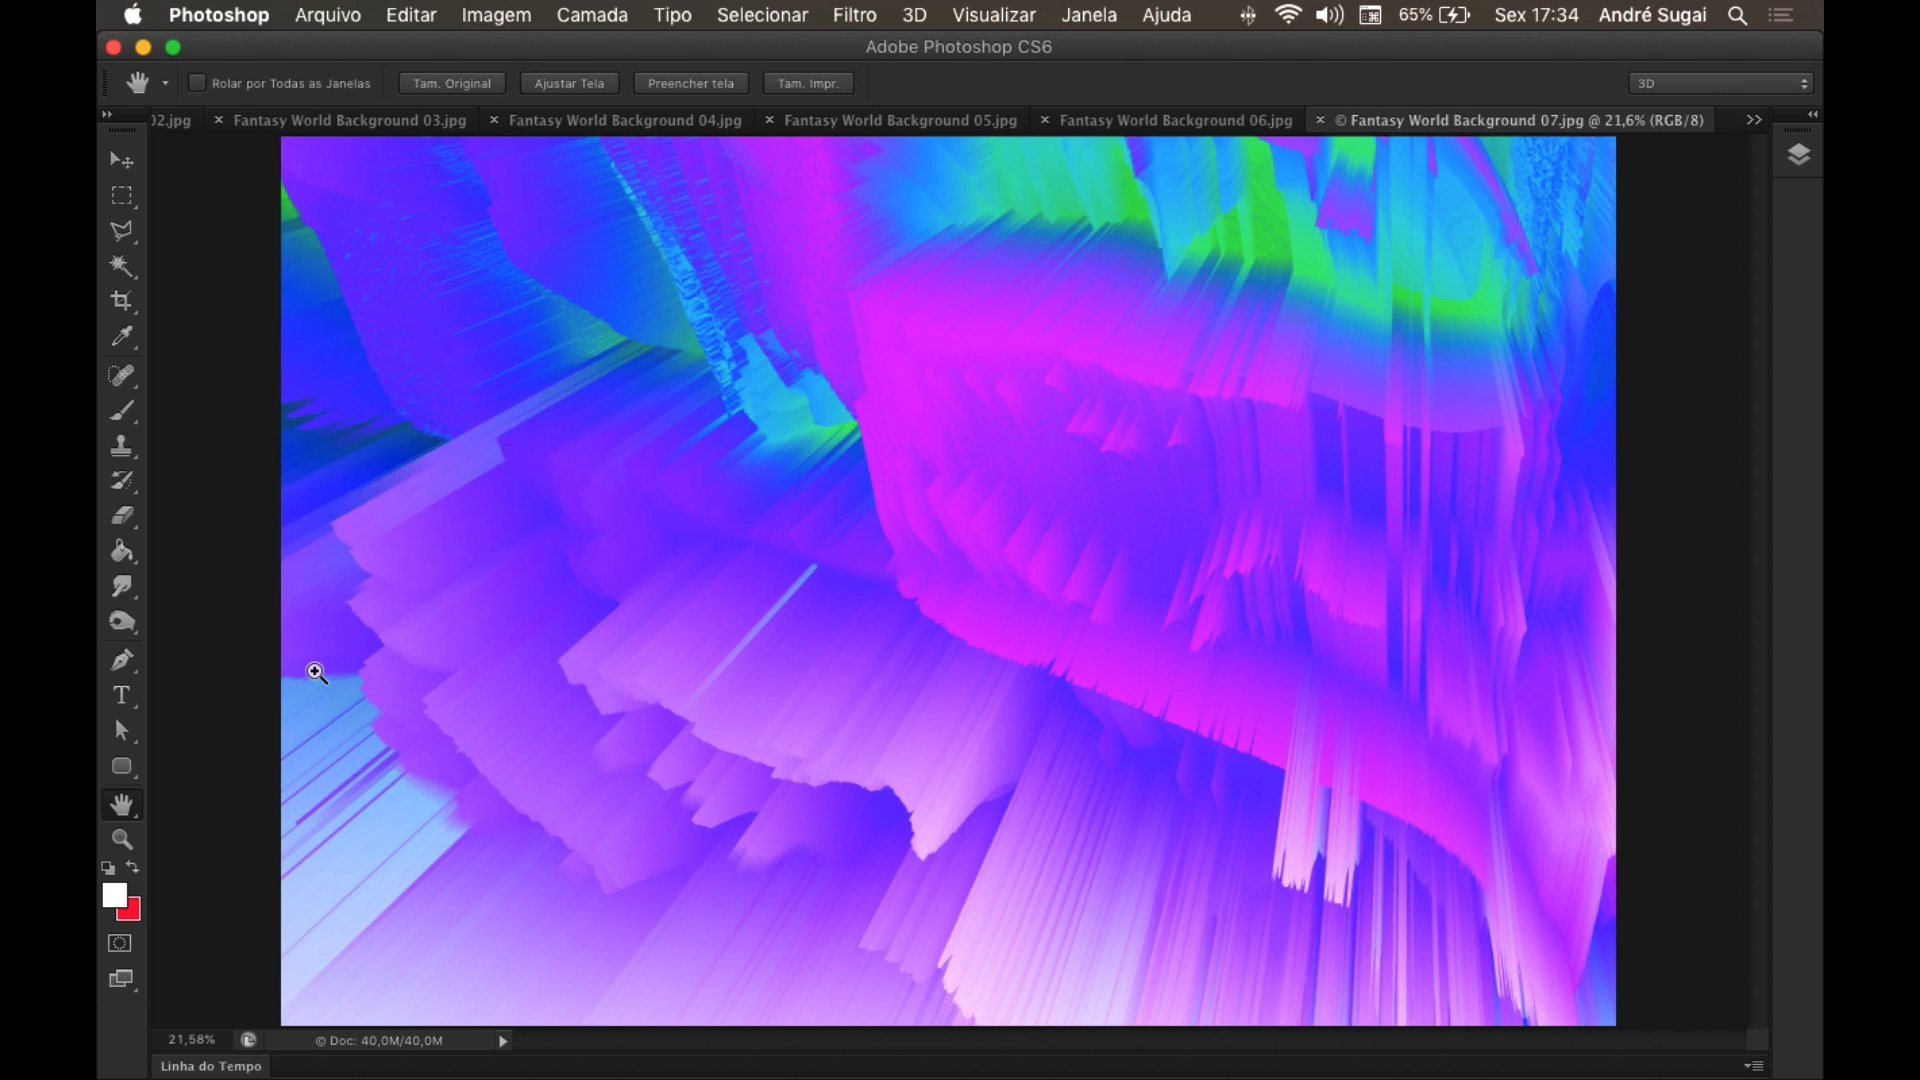 Photoshop Arquivo Editar Imagem Camada Tipo Selecionar Filtro 3D Visualizar Janela Ajuda 65% Sex 17:34 André Sugai
Adobe Photoshop CS6
Rolar por Todas as Janelas Tam. Original Ajustar Tela Preencher tela Tam. Impr. 3D
02.jpg × Fantasy World Background 03.jpg × Fantasy World Background 04.jpg × Fantasy World Background 05.jpg × Fantasy World Background 06.jpg × © Fantasy World Background 07.jpg @ 21,6% (RGB/8)
T
21,58% © Doc: 40,0M/40,0M
Linha do Tempo